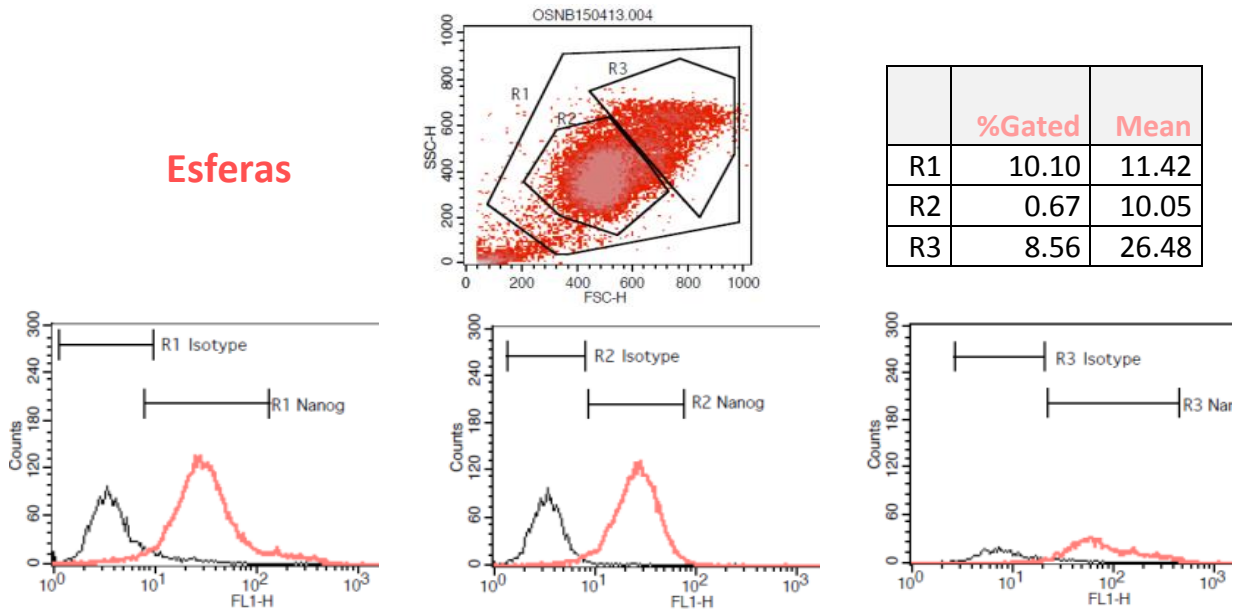 OSNB150413.004
Esferas
R1
R2
R3
SSC-H
1000
800
600
400
200
0
0 200 400 600 800 1000
FSC-H
%Gated Mean
R1 10.10 11.42
R2 0.67 10.05
R3 8.56 26.48
Counts
300
240
180
120
60
0
R1 Isotype
R1 Nanog
10⁰ 10¹ 10² 10³
FL1-H
Counts
300
240
180
120
60
0
R2 Isotype
R2 Nanog
10⁰ 10¹ 10² 10³
FL1-H
Counts
300
240
180
120
60
0
R3 Isotype
R3 Nar
10⁰ 10¹ 10² 10³
FL1-H